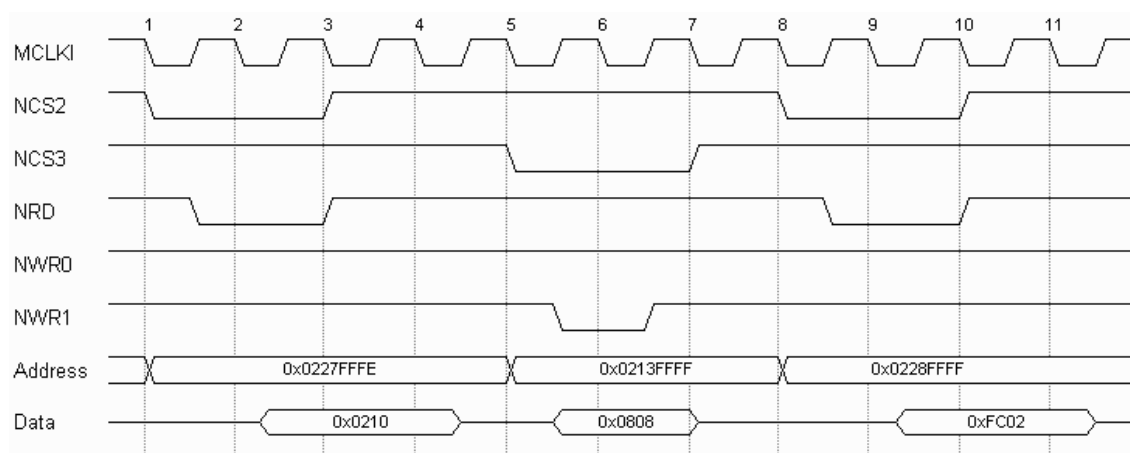 1 2 3 4 5 6 7 8 9 10 11
MCLKI
NCS2
NCS3
NRD
NWR0
NWR1
Address 0x0227FFFE 0x0213FFFF 0x0228FFFF
Data 0x0210 0x0808 0xFC02